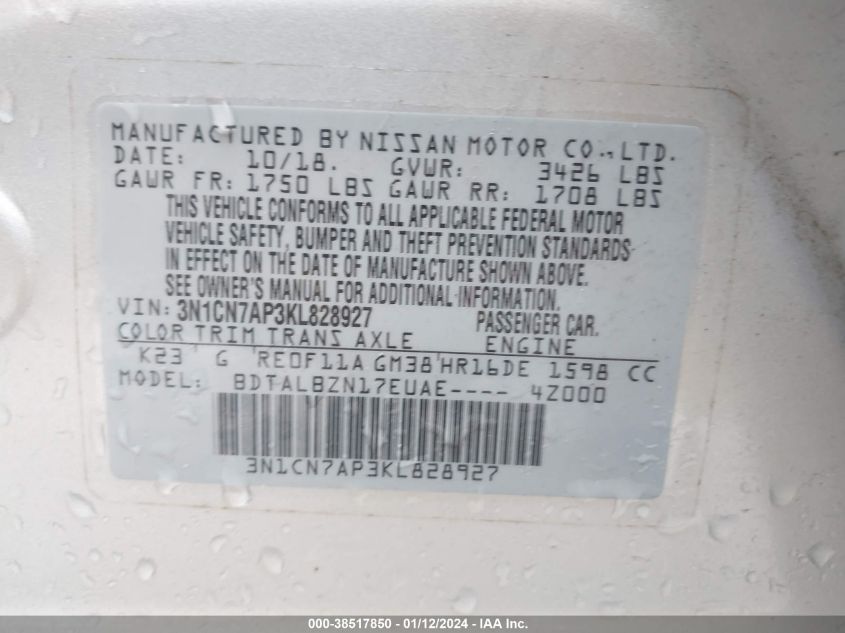 MANUFACTURED BY NISSAN MOTOR CO., LTD.
DATE: 10/18. GVWR: 3426 LBS
GAWR FR: 1750 LBS GAWR RR: 1708 LBS
THIS VEHICLE CONFORMS TO ALL APPLICABLE FEDERAL MOTOR
VEHICLE SAFETY, BUMPER AND THEFT PREVENTION STANDARDS
IN EFFECT ON THE DATE OF MANUFACTURE SHOWN ABOVE.
SEE OWNER'S MANUAL FOR ADDITIONAL INFORMATION.
VIN: 3N1CN7AP3KL828927 PASSENGER CAR.
COLOR TRIM TRANS AXLE ENGINE
K23 G RE0F11A GM38 HR16DE 1598 CC
MODEL: BDTALBZN17EUAE---- 4Z000
3N1CN7AP3KL828927
000-38517850 - 01/12/2024 - IAA Inc.